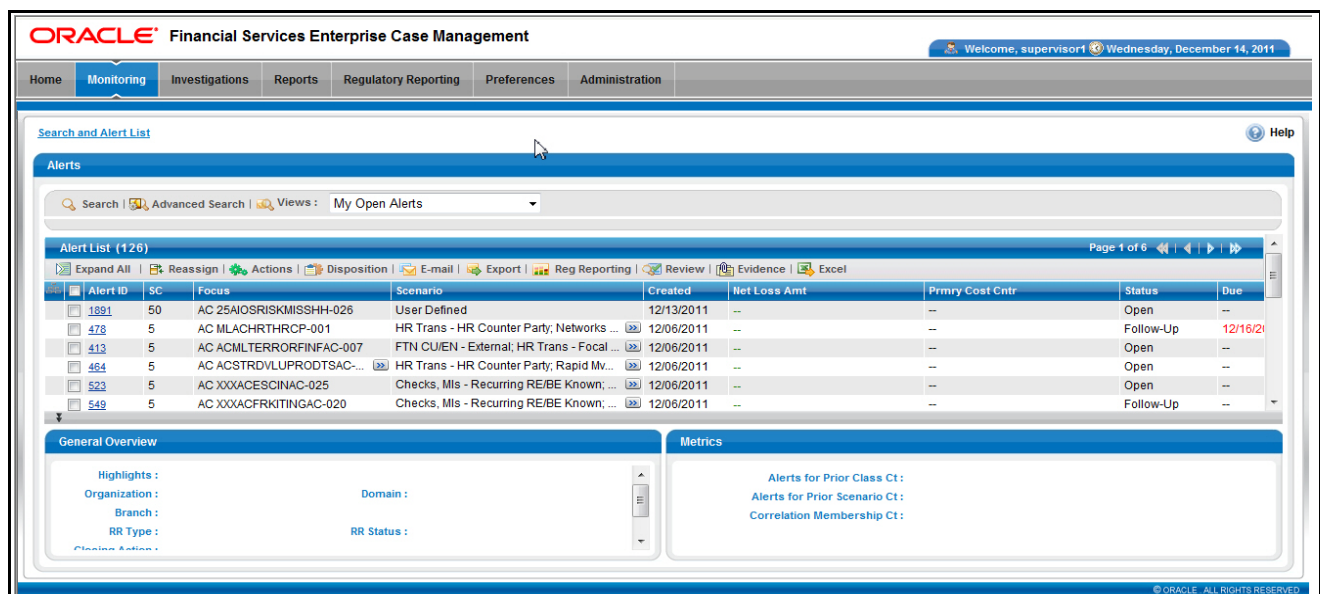 ORACLE® Financial Services Enterprise Case Management
Welcome, supervisor1 Wednesday, December 14, 2011
Home Monitoring Investigations Reports Regulatory Reporting Preferences Administration
Search and Alert List
Help
Alerts
Search | Advanced Search | Views : My Open Alerts
Alert List (126) Page 1 of 6
Expand All | Reassign | Actions | Disposition | E-mail | Export | Reg Reporting | Review | Evidence | Excel
Alert ID SC Focus Scenario Created Net Loss Amt Prmry Cost Cntr Status Due
1891 50 AC 25AIOSRISKMISSHH-026 User Defined 12/13/2011 -- -- Open --
478 5 AC MLACHRTHRCP-001 HR Trans - HR Counter Party; Networks ... 12/06/2011 -- -- Follow-Up 12/16/20
413 5 AC ACMLTERRORFINFAC-007 FTN CU/EN - External; HR Trans - Focal ... 12/06/2011 -- -- Open --
464 5 AC ACSTRDVLUPRODTSAC-... HR Trans - HR Counter Party; Rapid Mv... 12/06/2011 -- -- Open --
523 5 AC XXXACESCINAC-025 Checks, MIs - Recurring RE/BE Known; ... 12/06/2011 -- -- Open --
549 5 AC XXXACFRKITINGAC-020 Checks, MIs - Recurring RE/BE Known; ... 12/06/2011 -- -- Follow-Up --
General Overview
Highlights :
Organization : Domain :
Branch :
RR Type : RR Status :
Closing Action :
Metrics
Alerts for Prior Class Ct :
Alerts for Prior Scenario Ct :
Correlation Membership Ct :
© ORACLE . ALL RIGHTS RESERVED